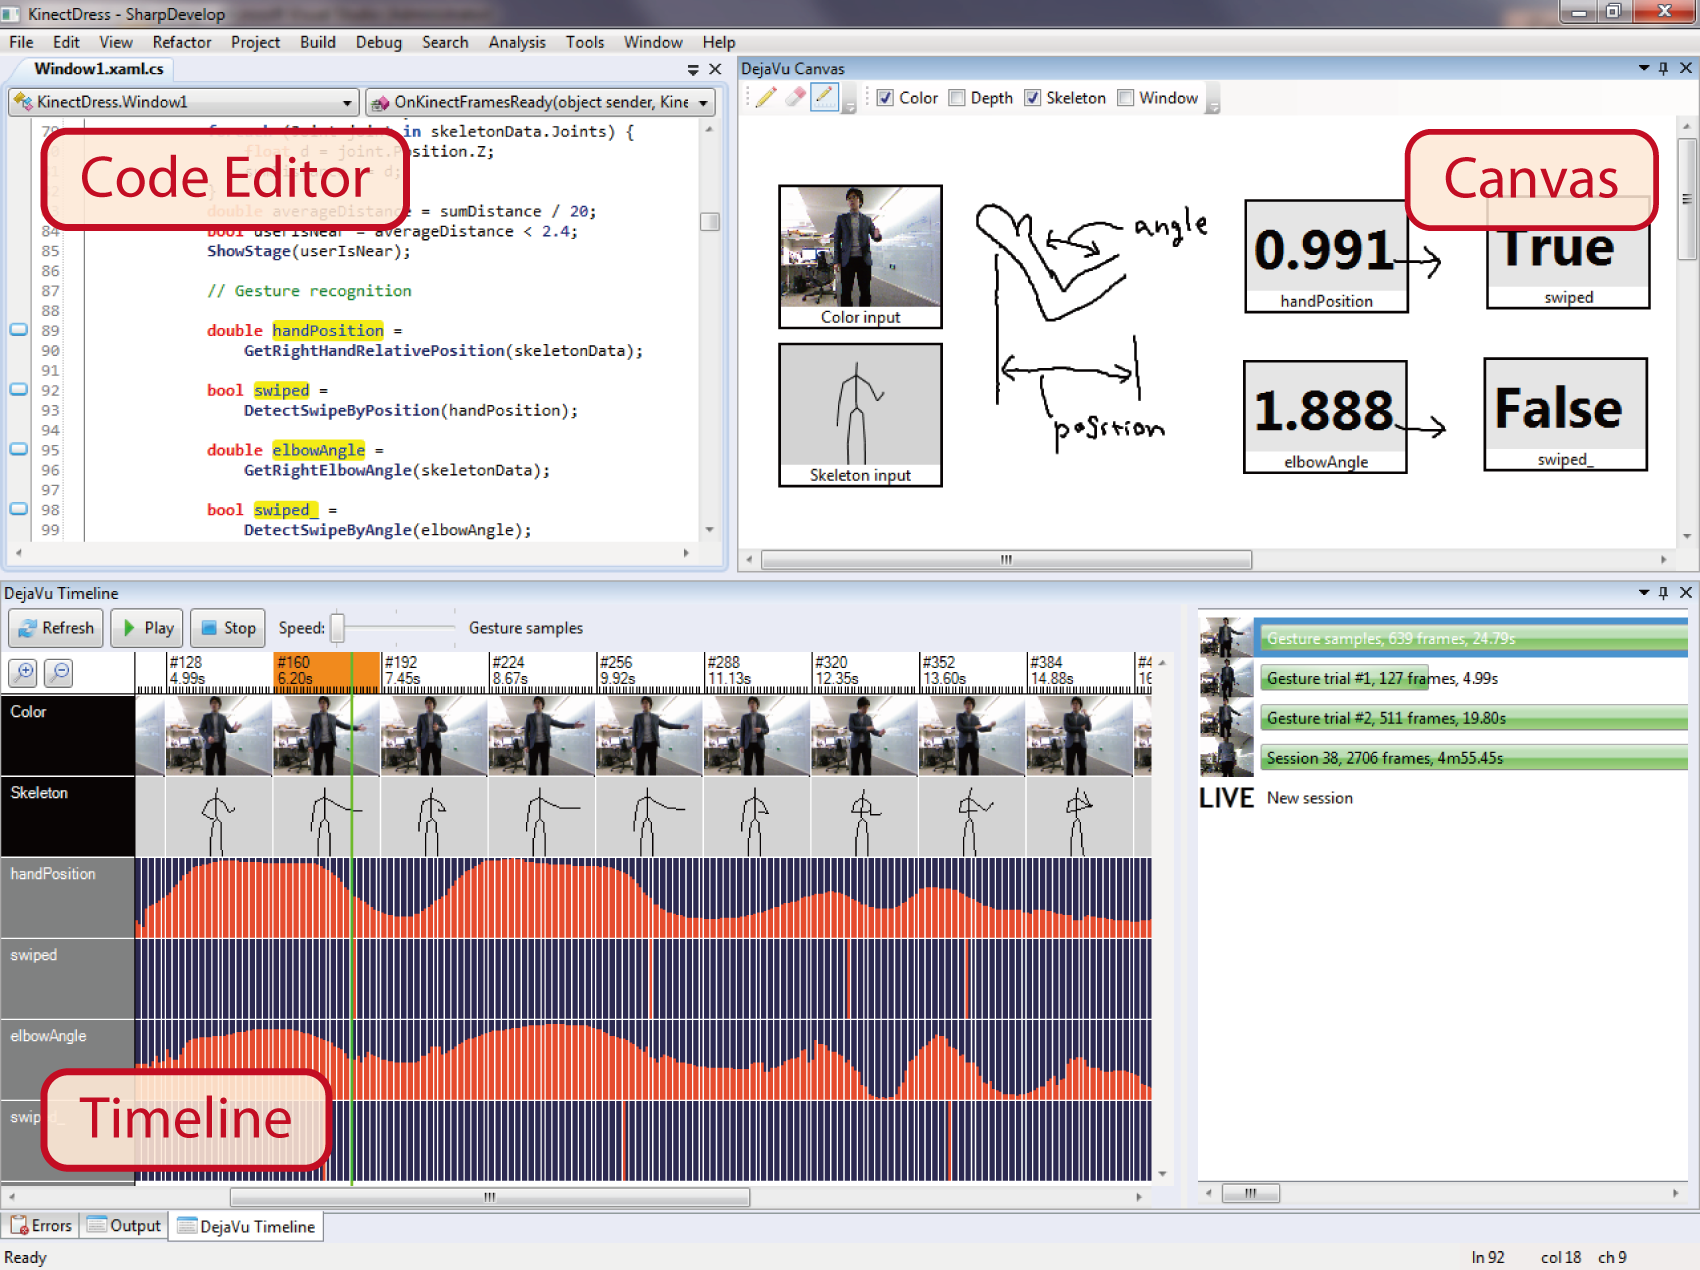 KinectDress - SharpDevelop
File Edit View Refactor Project Build Debug Search Analysis Tools Window Help
Window1.xaml.cs
KinectDress.Window1
OnKinectFramesReady(object sender, Kine
79 in skeletonData.Joints) {
float d = joint.Position.Z;
double averageDistance = sumDistance / 20;
84 bool userIsNear = averageDistance < 2.4;
85 ShowStage(userIsNear);
86
87 // Gesture recognition
88
89 double handPosition =
90 GetRightHandRelativePosition(skeletonData);
91
92 bool swiped =
93 DetectSwipeByPosition(handPosition);
94
95 double elbowAngle =
96 GetRightElbowAngle(skeletonData);
97
98 bool swiped_ =
99 DetectSwipeByAngle(elbowAngle);
Code Editor
DejaVu Canvas
Color Depth Skeleton Window
Canvas
Color input
Skeleton input
angle
position
0.991
handPosition
True
swiped
1.888
elbowAngle
False
swiped_
DejaVu Timeline
Refresh Play Stop Speed: Gesture samples
#128 #160 #192 #224 #256 #288 #320 #352 #384 #4
4.99s 6.20s 7.45s 8.67s 9.92s 11.13s 12.35s 13.60s 14.88s 16
Color
Skeleton
handPosition
swiped
elbowAngle
swiped_
Timeline
Gesture samples, 639 frames, 24.79s
Gesture trial #1, 127 frames, 4.99s
Gesture trial #2, 511 frames, 19.80s
Session 38, 2706 frames, 4m55.45s
LIVE New session
Errors Output DejaVu Timeline
Ready
ln 92 col 18 ch 9